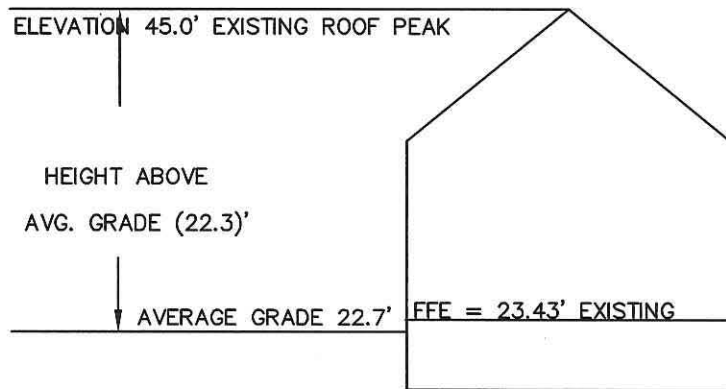 ELEVATION 45.0' EXISTING ROOF PEAK
HEIGHT ABOVE
AVG. GRADE (22.3)'
AVERAGE GRADE 22.7'
FFE = 23.43' EXISTING